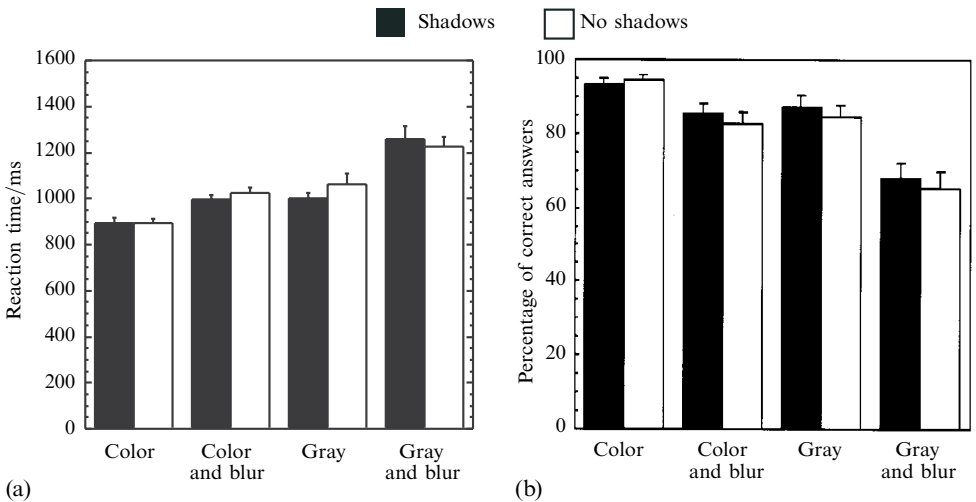 Shadows
No shadows
1600
1400
1200
1000
800
600
400
200
0
Reaction time/ms
Color
Color
and blur
Gray
Gray
and blur
(a)
100
80
60
40
20
0
Percentage of correct answers
Color
Color
and blur
Gray
Gray
and blur
(b)